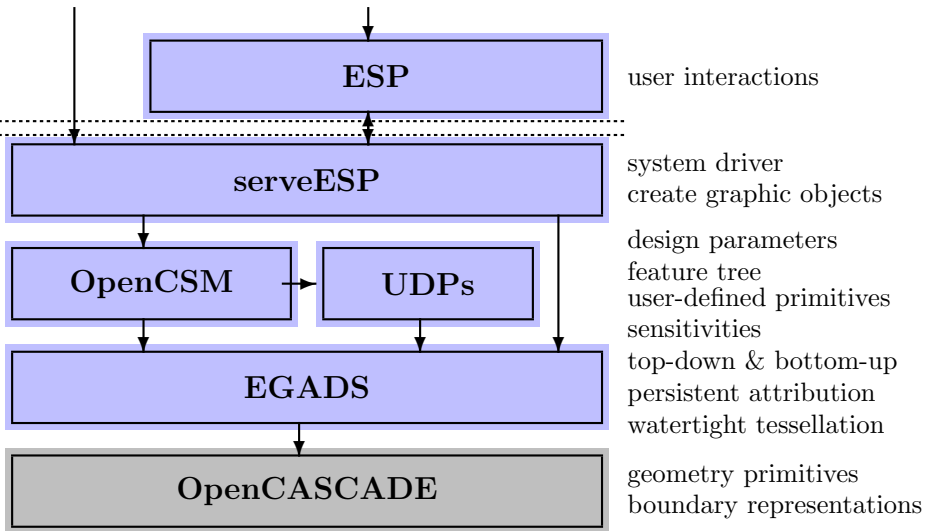 ESP
user interactions
serveESP
system driver
create graphic objects
OpenCSM
UDPs
design parameters
feature tree
user-defined primitives
sensitivities
EGADS
top-down & bottom-up
persistent attribution
watertight tessellation
OpenCASCADE
geometry primitives
boundary representations